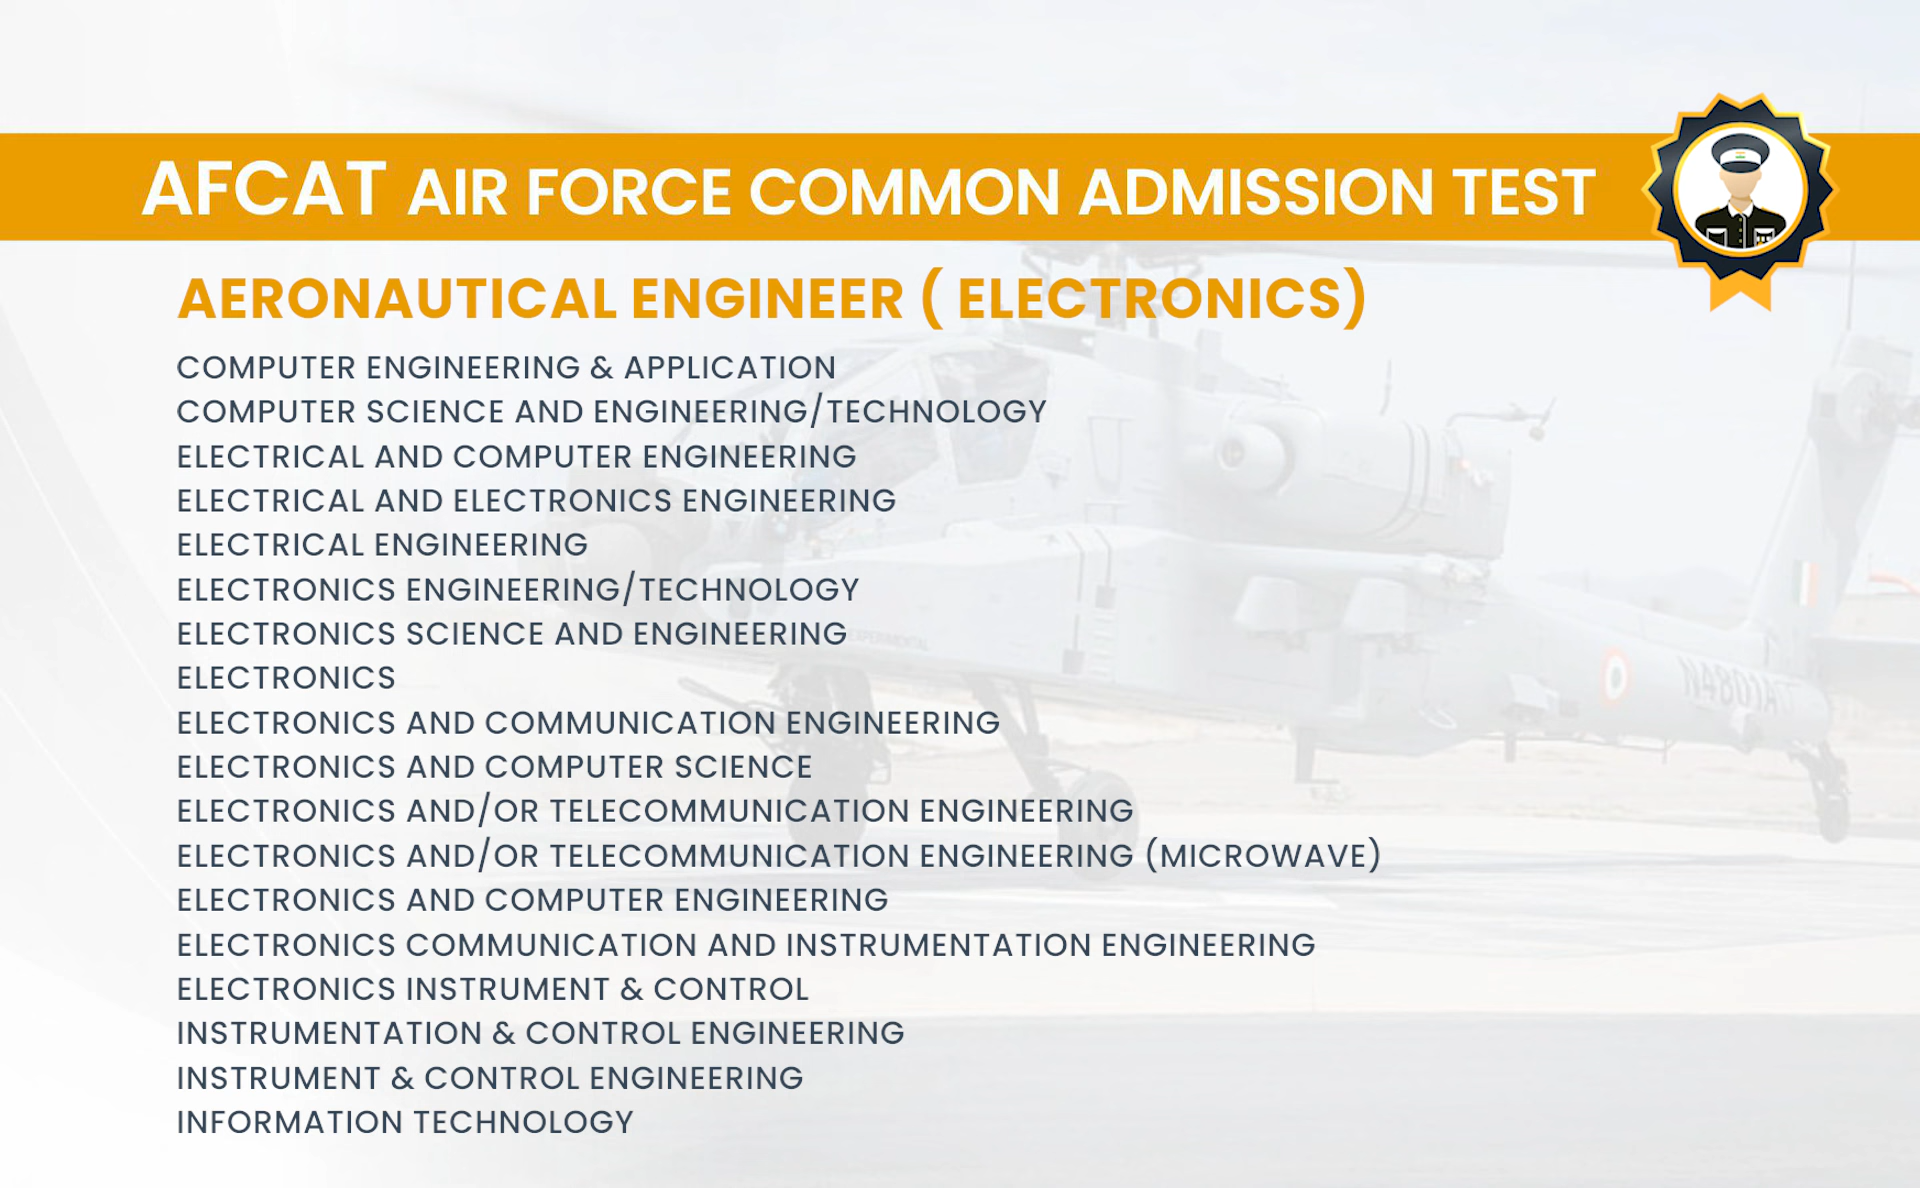 AFCAT AIR FORCE COMMON ADMISSION TEST
AERONAUTICAL ENGINEER ( ELECTRONICS)
COMPUTER ENGINEERING & APPLICATION
COMPUTER SCIENCE AND ENGINEERING/TECHNOLOGY
ELECTRICAL AND COMPUTER ENGINEERING
ELECTRICAL AND ELECTRONICS ENGINEERING
ELECTRICAL ENGINEERING
ELECTRONICS ENGINEERING/TECHNOLOGY
ELECTRONICS SCIENCE AND ENGINEERING
EXPERIMENTAL
ELECTRONICS
ELECTRONICS AND COMMUNICATION ENGINEERING
ELECTRONICS AND COMPUTER SCIENCE
ELECTRONICS AND/OR TELECOMMUNICATION ENGINEERING
ELECTRONICS AND/OR TELECOMMUNICATION ENGINEERING (MICROWAVE)
ELECTRONICS AND COMPUTER ENGINEERING
ELECTRONICS COMMUNICATION AND INSTRUMENTATION ENGINEERING
ELECTRONICS INSTRUMENT & CONTROL
INSTRUMENTATION & CONTROL ENGINEERING
INSTRUMENT & CONTROL ENGINEERING
INFORMATION TECHNOLOGY